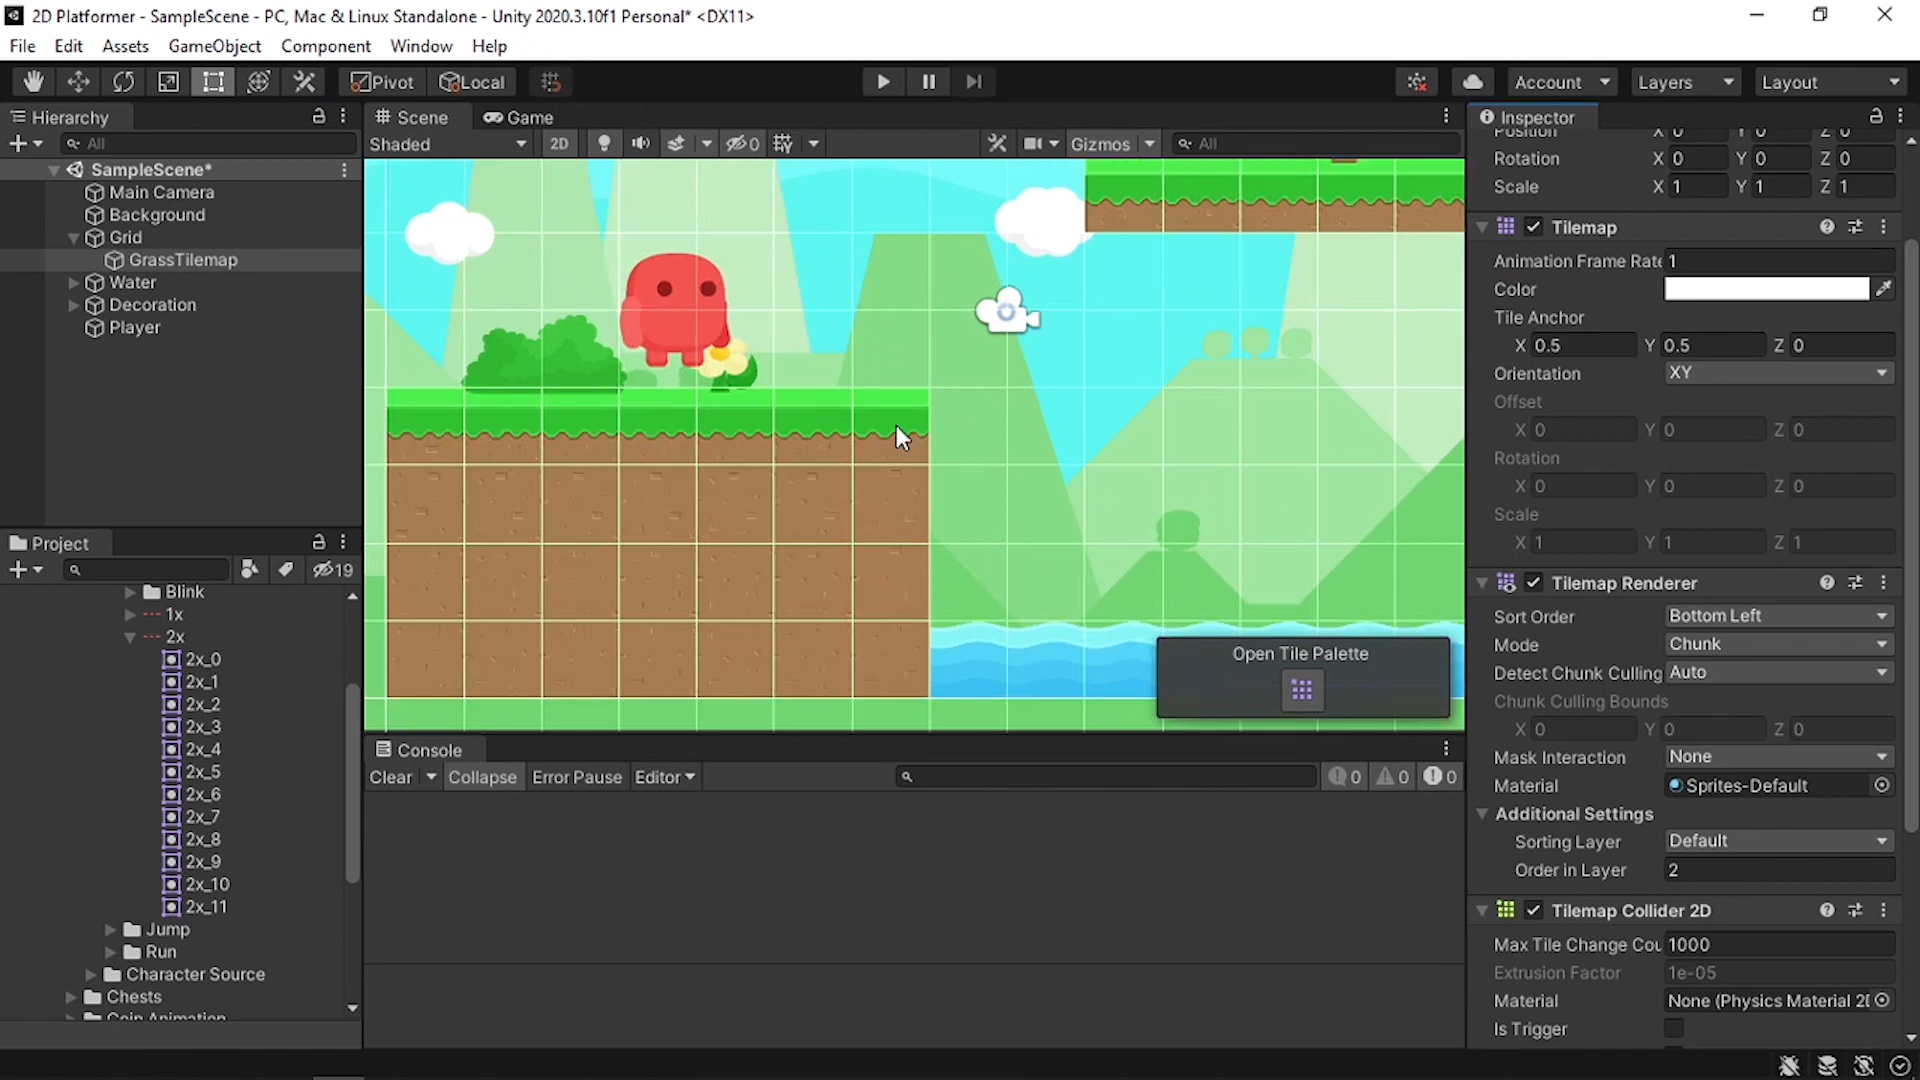 2D Platformer - SampleScene - PC, Mac & Linux Standalone - Unity 2020.3.10f1 Personal* <DX11>
File Edit Assets GameObject Component Window Help
Pivot Local Account Layers Layout
Hierarchy
All
SampleScene*
Main Camera
Background
Grid
GrassTilemap
Water
Decoration
Player
Project
19
Blink
1x
2x
2x_0
2x_1
2x_2
2x_3
2x_4
2x_5
2x_6
2x_7
2x_8
2x_9
2x_10
2x_11
Jump
Run
Character Source
Chests
Coin Animation
Scene Game
Shaded 2D 0 Gizmos All
Open Tile Palette
Console
Clear Collapse Error Pause Editor 0 0 0
Inspector
Position X 0 Y 0 Z 0
Rotation X 0 Y 0 Z 0
Scale X 1 Y 1 Z 1
Tilemap
Animation Frame Rate 1
Color
Tile Anchor
X 0.5 Y 0.5 Z 0
Orientation XY
Offset
X 0 Y 0 Z 0
Rotation
X 0 Y 0 Z 0
Scale
X 1 Y 1 Z 1
Tilemap Renderer
Sort Order Bottom Left
Mode Chunk
Detect Chunk Culling Auto
Chunk Culling Bounds
X 0 Y 0 Z 0
Mask Interaction None
Material Sprites-Default
Additional Settings
Sorting Layer Default
Order in Layer 2
Tilemap Collider 2D
Max Tile Change Cou 1000
Extrusion Factor 1e-05
Material None (Physics Material 2D
Is Trigger